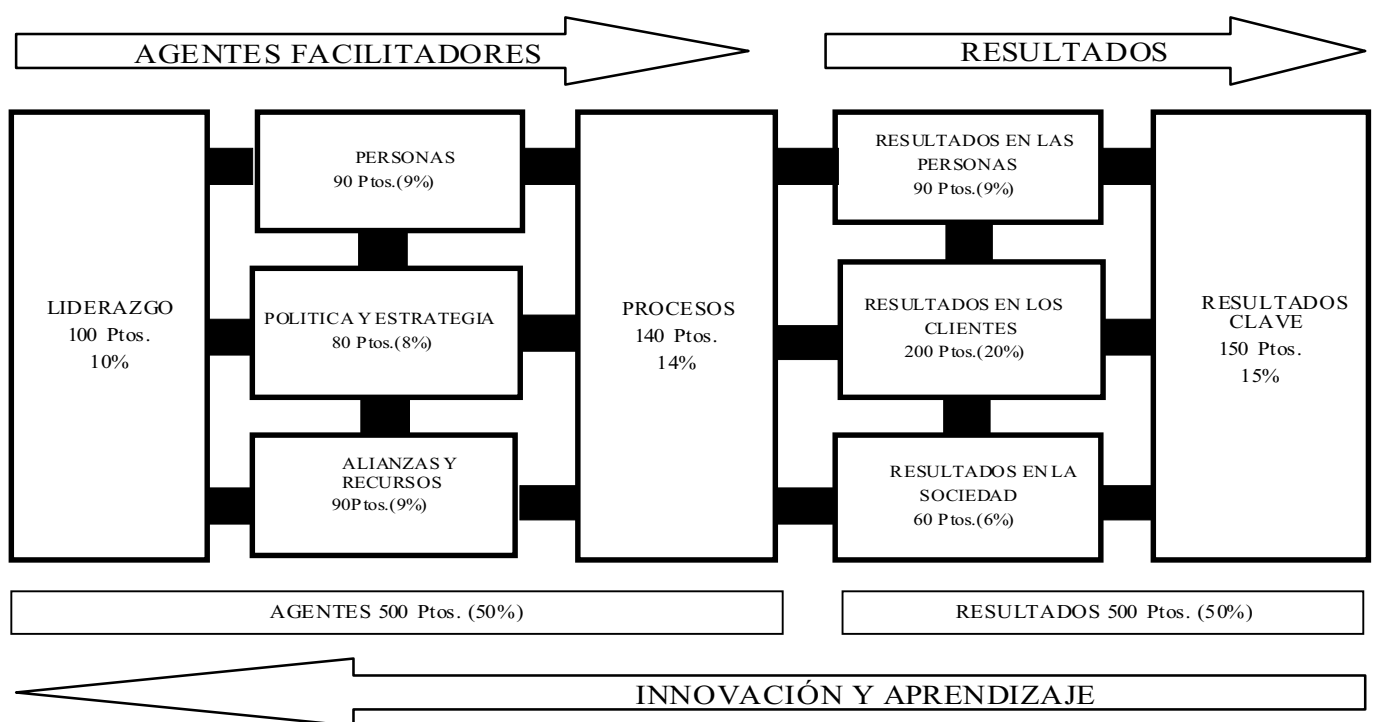 AGENTES FACILITADORES
RESULTADOS
LIDERAZGO
100 Ptos.
10%
PERSONAS
90 Ptos.(9%)
POLITICA Y ESTRATEGIA
80 Ptos.(8%)
ALIANZAS Y
RECURSOS
90Ptos.(9%)
PROCESOS
140 Ptos.
14%
RESULTADOS EN LAS
PERSONAS
90 Ptos.(9%)
RESULTADOS EN LOS
CLIENTES
200 Ptos.(20%)
RESULTADOS EN LA
SOCIEDAD
60 Ptos.(6%)
RESULTADOS
CLAVE
150 Ptos.
15%
AGENTES 500 Ptos. (50%)
RESULTADOS 500 Ptos. (50%)
INNOVACIÓN Y APRENDIZAJE